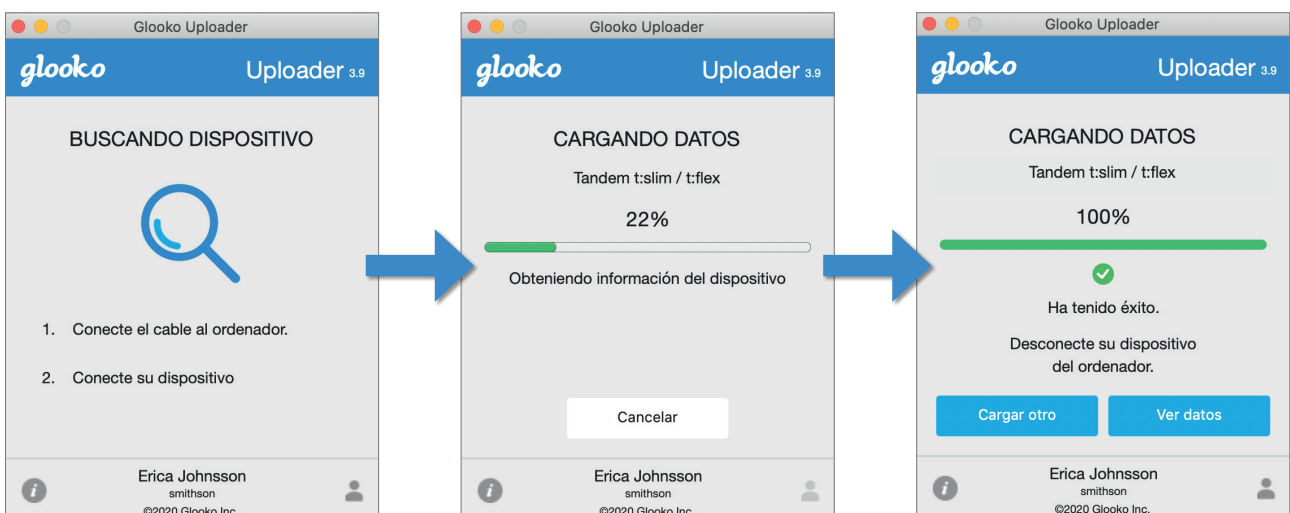 Glooko Uploader
glooko Uploader 3.9
BUSCANDO DISPOSITIVO
1. Conecte el cable al ordenador.
2. Conecte su dispositivo
i
Erica Johnsson
smithson
©2020 Glooko Inc.
Glooko Uploader
glooko Uploader 3.9
CARGANDO DATOS
Tandem t:slim / t:flex
22%
Obteniendo información del dispositivo
Cancelar
i
Erica Johnsson
smithson
©2020 Glooko Inc.
Glooko Uploader
glooko Uploader 3.9
CARGANDO DATOS
Tandem t:slim / t:flex
100%
Ha tenido éxito.
Desconecte su dispositivo
del ordenador.
Cargar otro Ver datos
i
Erica Johnsson
smithson
©2020 Glooko Inc.